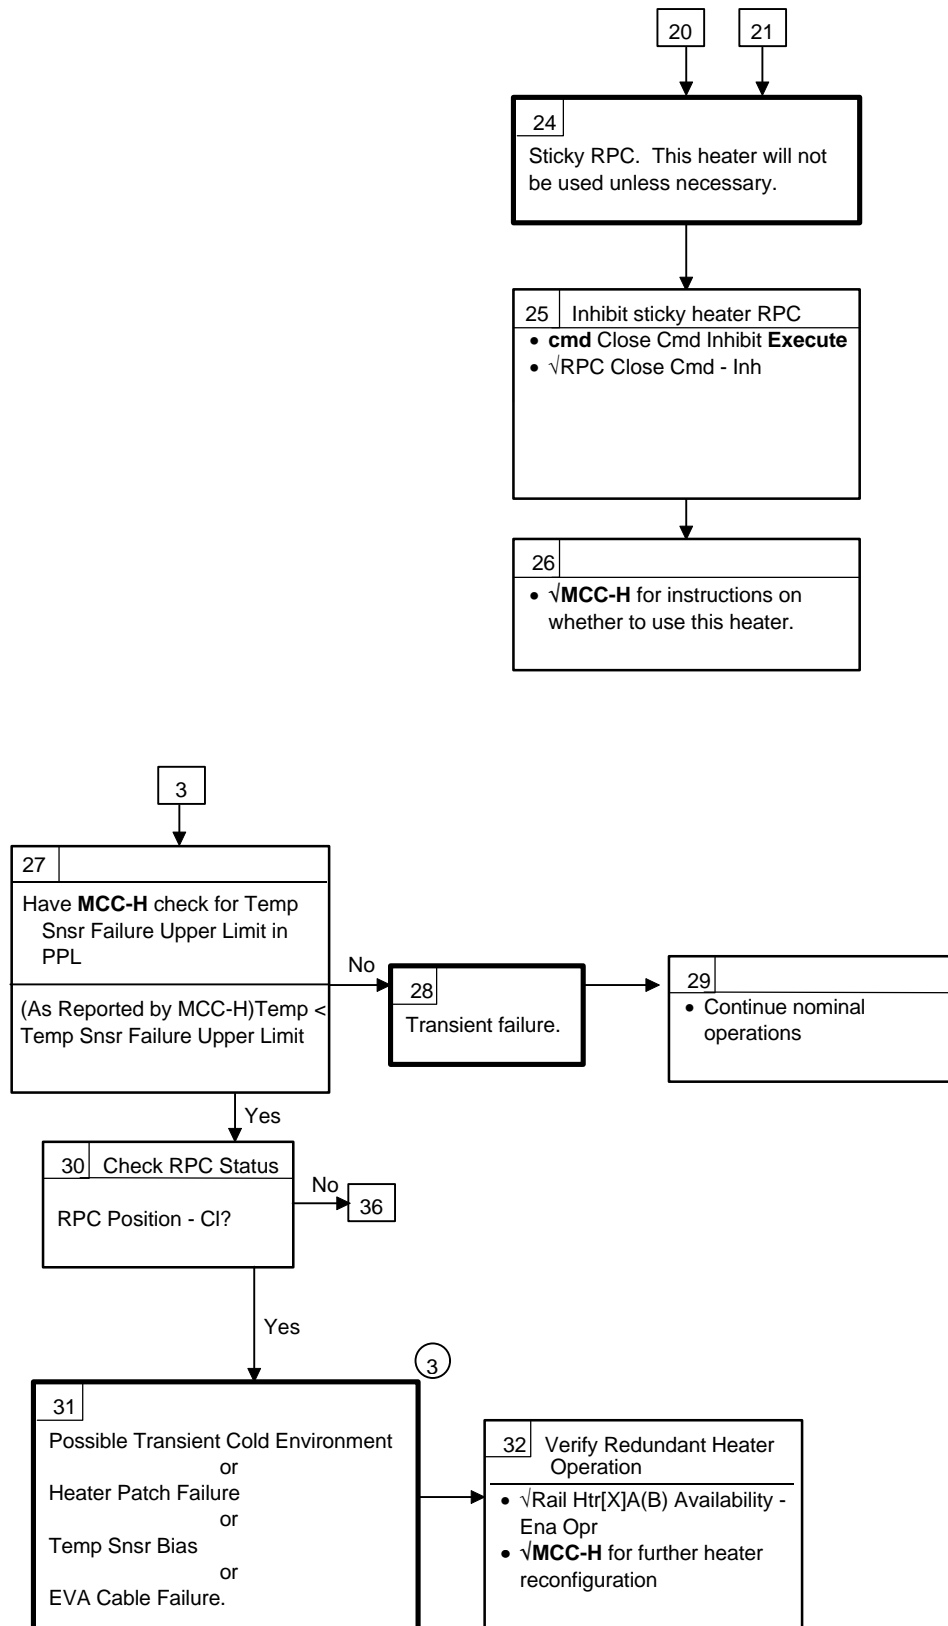 20
21
24
Sticky RPC. This heater will not
be used unless necessary.
25 Inhibit sticky heater RPC
• cmd Close Cmd Inhibit Execute
• √RPC Close Cmd - Inh
26
• √MCC-H for instructions on
whether to use this heater.
3
27
Have MCC-H check for Temp
Snsr Failure Upper Limit in
PPL
(As Reported by MCC-H)Temp <
Temp Snsr Failure Upper Limit
No
28
Transient failure.
29
• Continue nominal
operations
Yes
30 Check RPC Status
RPC Position - Cl?
No
36
Yes
3
31
Possible Transient Cold Environment
or
Heater Patch Failure
or
Temp Snsr Bias
or
EVA Cable Failure.
32 Verify Redundant Heater
Operation
• √Rail Htr[X]A(B) Availability -
Ena Opr
• √MCC-H for further heater
reconfiguration